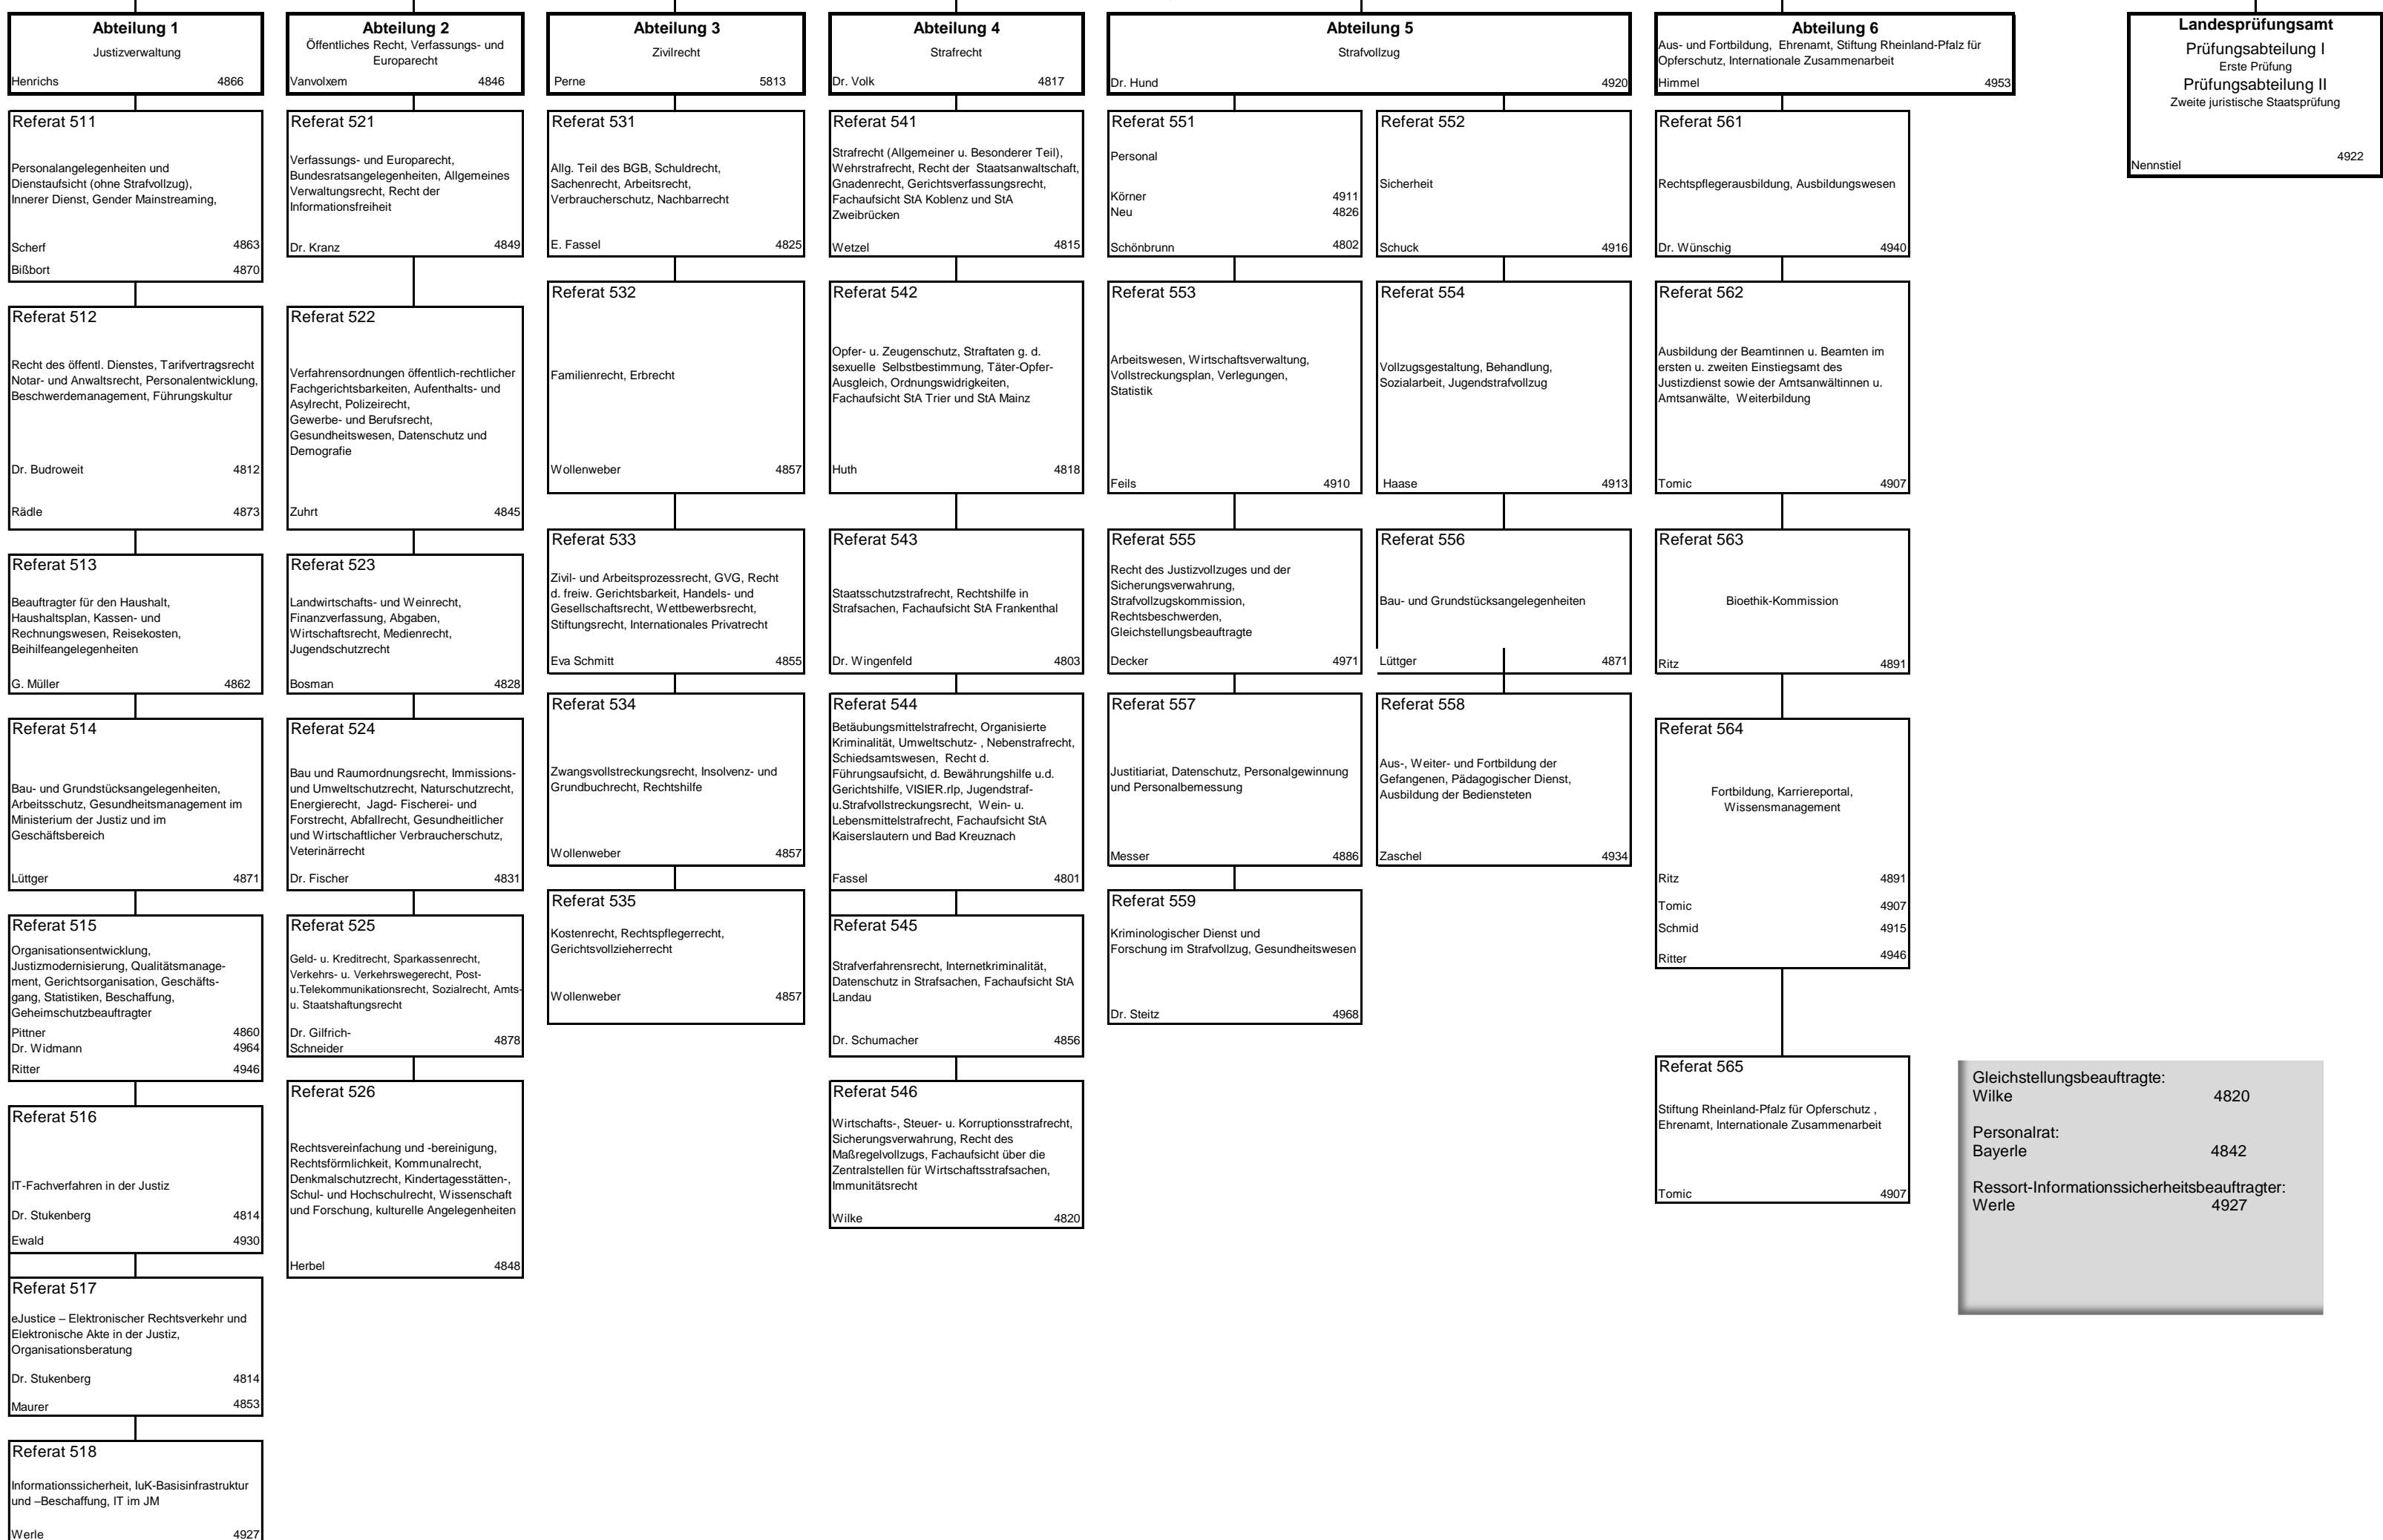 Abteilung 1
Justizverwaltung
Henrichs 4866
Referat 511
Personalangelegenheiten und
Dienstaufsicht (ohne Strafvollzug),
Innerer Dienst, Gender Mainstreaming,
Scherf 4863
Bißbort 4870
Referat 512
Recht des öffentl. Dienstes, Tarifvertragsrecht
Notar- und Anwaltsrecht, Personalentwicklung,
Beschwerdemanagement, Führungskultur
Dr. Budroweit 4812
Rädle 4873
Referat 513
Beauftragter für den Haushalt,
Haushaltsplan, Kassen- und
Rechnungswesen, Reisekosten,
Beihilfeangelegenheiten
G. Müller 4862
Referat 514
Bau- und Grundstücksangelegenheiten,
Arbeitsschutz, Gesundheitsmanagement im
Ministerium der Justiz und im
Geschäftsbereich
Lüttger 4871
Referat 515
Organisationsentwicklung,
Justizmodernisierung, Qualitätsmanage-
ment, Gerichtsorganisation, Geschäfts-
gang, Statistiken, Beschaffung,
Geheimschutzbeauftragter
Pittner 4860
Dr. Widmann 4964
Ritter 4946
Referat 516
IT-Fachverfahren in der Justiz
Dr. Stukenberg 4814
Ewald 4930
Referat 517
eJustice – Elektronischer Rechtsverkehr und
Elektronische Akte in der Justiz,
Organisationsberatung
Dr. Stukenberg 4814
Maurer 4853
Referat 518
Informationssicherheit, IuK-Basisinfrastruktur
und –Beschaffung, IT im JM
Werle 4927
Abteilung 2
Öffentliches Recht, Verfassungs- und
Europarecht
Vanvolxem 4846
Referat 521
Verfassungs- und Europarecht,
Bundesratsangelegenheiten, Allgemeines
Verwaltungsrecht, Recht der
Informationsfreiheit
Dr. Kranz 4849
Referat 522
Verfahrensordnungen öffentlich-rechtlicher
Fachgerichtsbarkeiten, Aufenthalts- und
Asylrecht, Polizeirecht,
Gewerbe- und Berufsrecht,
Gesundheitswesen, Datenschutz und
Demografie
Zuhrt 4845
Referat 523
Landwirtschafts- und Weinrecht,
Finanzverfassung, Abgaben,
Wirtschaftsrecht, Medienrecht,
Jugendschutzrecht
Bosman 4828
Referat 524
Bau und Raumordnungsrecht, Immissions-
und Umweltschutzrecht, Naturschutzrecht,
Energierecht, Jagd- Fischerei- und
Forstrecht, Abfallrecht, Gesundheitlicher
und Wirtschaftlicher Verbraucherschutz,
Veterinärrecht
Dr. Fischer 4831
Referat 525
Geld- u. Kreditrecht, Sparkassenrecht,
Verkehrs- u. Verkehrswegerecht, Post-
u.Telekommunikationsrecht, Sozialrecht, Amts-
u. Staatshaftungsrecht
Dr. Gilfrich-
Schneider 4878
Referat 526
Rechtsvereinfachung und -bereinigung,
Rechtsförmlichkeit, Kommunalrecht,
Denkmalschutzrecht, Kindertagesstätten-,
Schul- und Hochschulrecht, Wissenschaft
und Forschung, kulturelle Angelegenheiten
Herbel 4848
Abteilung 3
Zivilrecht
Perne 5813
Referat 531
Allg. Teil des BGB, Schuldrecht,
Sachenrecht, Arbeitsrecht,
Verbraucherschutz, Nachbarrecht
E. Fassel 4825
Referat 532
Familienrecht, Erbrecht
Wollenweber 4857
Referat 533
Zivil- und Arbeitsprozessrecht, GVG, Recht
d. freiw. Gerichtsbarkeit, Handels- und
Gesellschaftsrecht, Wettbewerbsrecht,
Stiftungsrecht, Internationales Privatrecht
Eva Schmitt 4855
Referat 534
Zwangsvollstreckungsrecht, Insolvenz- und
Grundbuchrecht, Rechtshilfe
Wollenweber 4857
Referat 535
Kostenrecht, Rechtspflegerrecht,
Gerichtsvollzieherrecht
Wollenweber 4857
Abteilung 4
Strafrecht
Dr. Volk 4817
Referat 541
Strafrecht (Allgemeiner u. Besonderer Teil),
Wehrstrafrecht, Recht der Staatsanwaltschaft,
Gnadenrecht, Gerichtsverfassungsrecht,
Fachaufsicht StA Koblenz und StA
Zweibrücken
Wetzel 4815
Referat 542
Opfer- u. Zeugenschutz, Straftaten g. d.
sexuelle Selbstbestimmung, Täter-Opfer-
Ausgleich, Ordnungswidrigkeiten,
Fachaufsicht StA Trier und StA Mainz
Huth 4818
Referat 543
Staatsschutzstrafrecht, Rechtshilfe in
Strafsachen, Fachaufsicht StA Frankenthal
Dr. Wingenfeld 4803
Referat 544
Betäubungsmittelstrafrecht, Organisierte
Kriminalität, Umweltschutz- , Nebenstrafrecht,
Schiedsamtswesen, Recht d.
Führungsaufsicht, d. Bewährungshilfe u.d.
Gerichtshilfe, VISIER.rlp, Jugendstraf-
u.Strafvollstreckungsrecht, Wein- u.
Lebensmittelstrafrecht, Fachaufsicht StA
Kaiserslautern und Bad Kreuznach
Fassel 4801
Referat 545
Strafverfahrensrecht, Internetkriminalität,
Datenschutz in Strafsachen, Fachaufsicht StA
Landau
Dr. Schumacher 4856
Referat 546
Wirtschafts-, Steuer- u. Korruptionsstrafrecht,
Sicherungsverwahrung, Recht des
Maßregelvollzugs, Fachaufsicht über die
Zentralstellen für Wirtschaftsstrafsachen,
Immunitätsrecht
Wilke 4820
Abteilung 5
Strafvollzug
Dr. Hund 4920
Referat 551
Personal
Körner 4911
Neu 4826
Schönbrunn 4802
Referat 552
Sicherheit
Schuck 4916
Referat 553
Arbeitswesen, Wirtschaftsverwaltung,
Vollstreckungsplan, Verlegungen,
Statistik
Feils 4910
Referat 554
Vollzugsgestaltung, Behandlung,
Sozialarbeit, Jugendstrafvollzug
Haase 4913
Referat 555
Recht des Justizvollzuges und der
Sicherungsverwahrung,
Strafvollzugskommission,
Rechtsbeschwerden,
Gleichstellungsbeauftragte
Decker 4971
Referat 556
Bau- und Grundstücksangelegenheiten
Lüttger 4871
Referat 557
Justitiariat, Datenschutz, Personalgewinnung
und Personalbemessung
Messer 4886
Referat 558
Aus-, Weiter- und Fortbildung der
Gefangenen, Pädagogischer Dienst,
Ausbildung der Bediensteten
Zaschel 4934
Referat 559
Kriminologischer Dienst und
Forschung im Strafvollzug, Gesundheitswesen
Dr. Steitz 4968
Abteilung 6
Aus- und Fortbildung, Ehrenamt, Stiftung Rheinland-Pfalz für
Opferschutz, Internationale Zusammenarbeit
Himmel 4953
Referat 561
Rechtspflegerausbildung, Ausbildungswesen
Dr. Wünschig 4940
Referat 562
Ausbildung der Beamtinnen u. Beamten im
ersten u. zweiten Einstiegsamt des
Justizdienst sowie der Amtsanwältinnen u.
Amtsanwälte, Weiterbildung
Tomic 4907
Referat 563
Bioethik-Kommission
Ritz 4891
Referat 564
Fortbildung, Karriereportal,
Wissensmanagement
Ritz 4891
Tomic 4907
Schmid 4915
Ritter 4946
Referat 565
Stiftung Rheinland-Pfalz für Opferschutz ,
Ehrenamt, Internationale Zusammenarbeit
Tomic 4907
Landesprüfungsamt
Prüfungsabteilung I
Erste Prüfung
Prüfungsabteilung II
Zweite juristische Staatsprüfung
Nennstiel 4922
Gleichstellungsbeauftragte:
Wilke 4820
Personalrat:
Bayerle 4842
Ressort-Informationssicherheitsbeauftragter:
Werle 4927